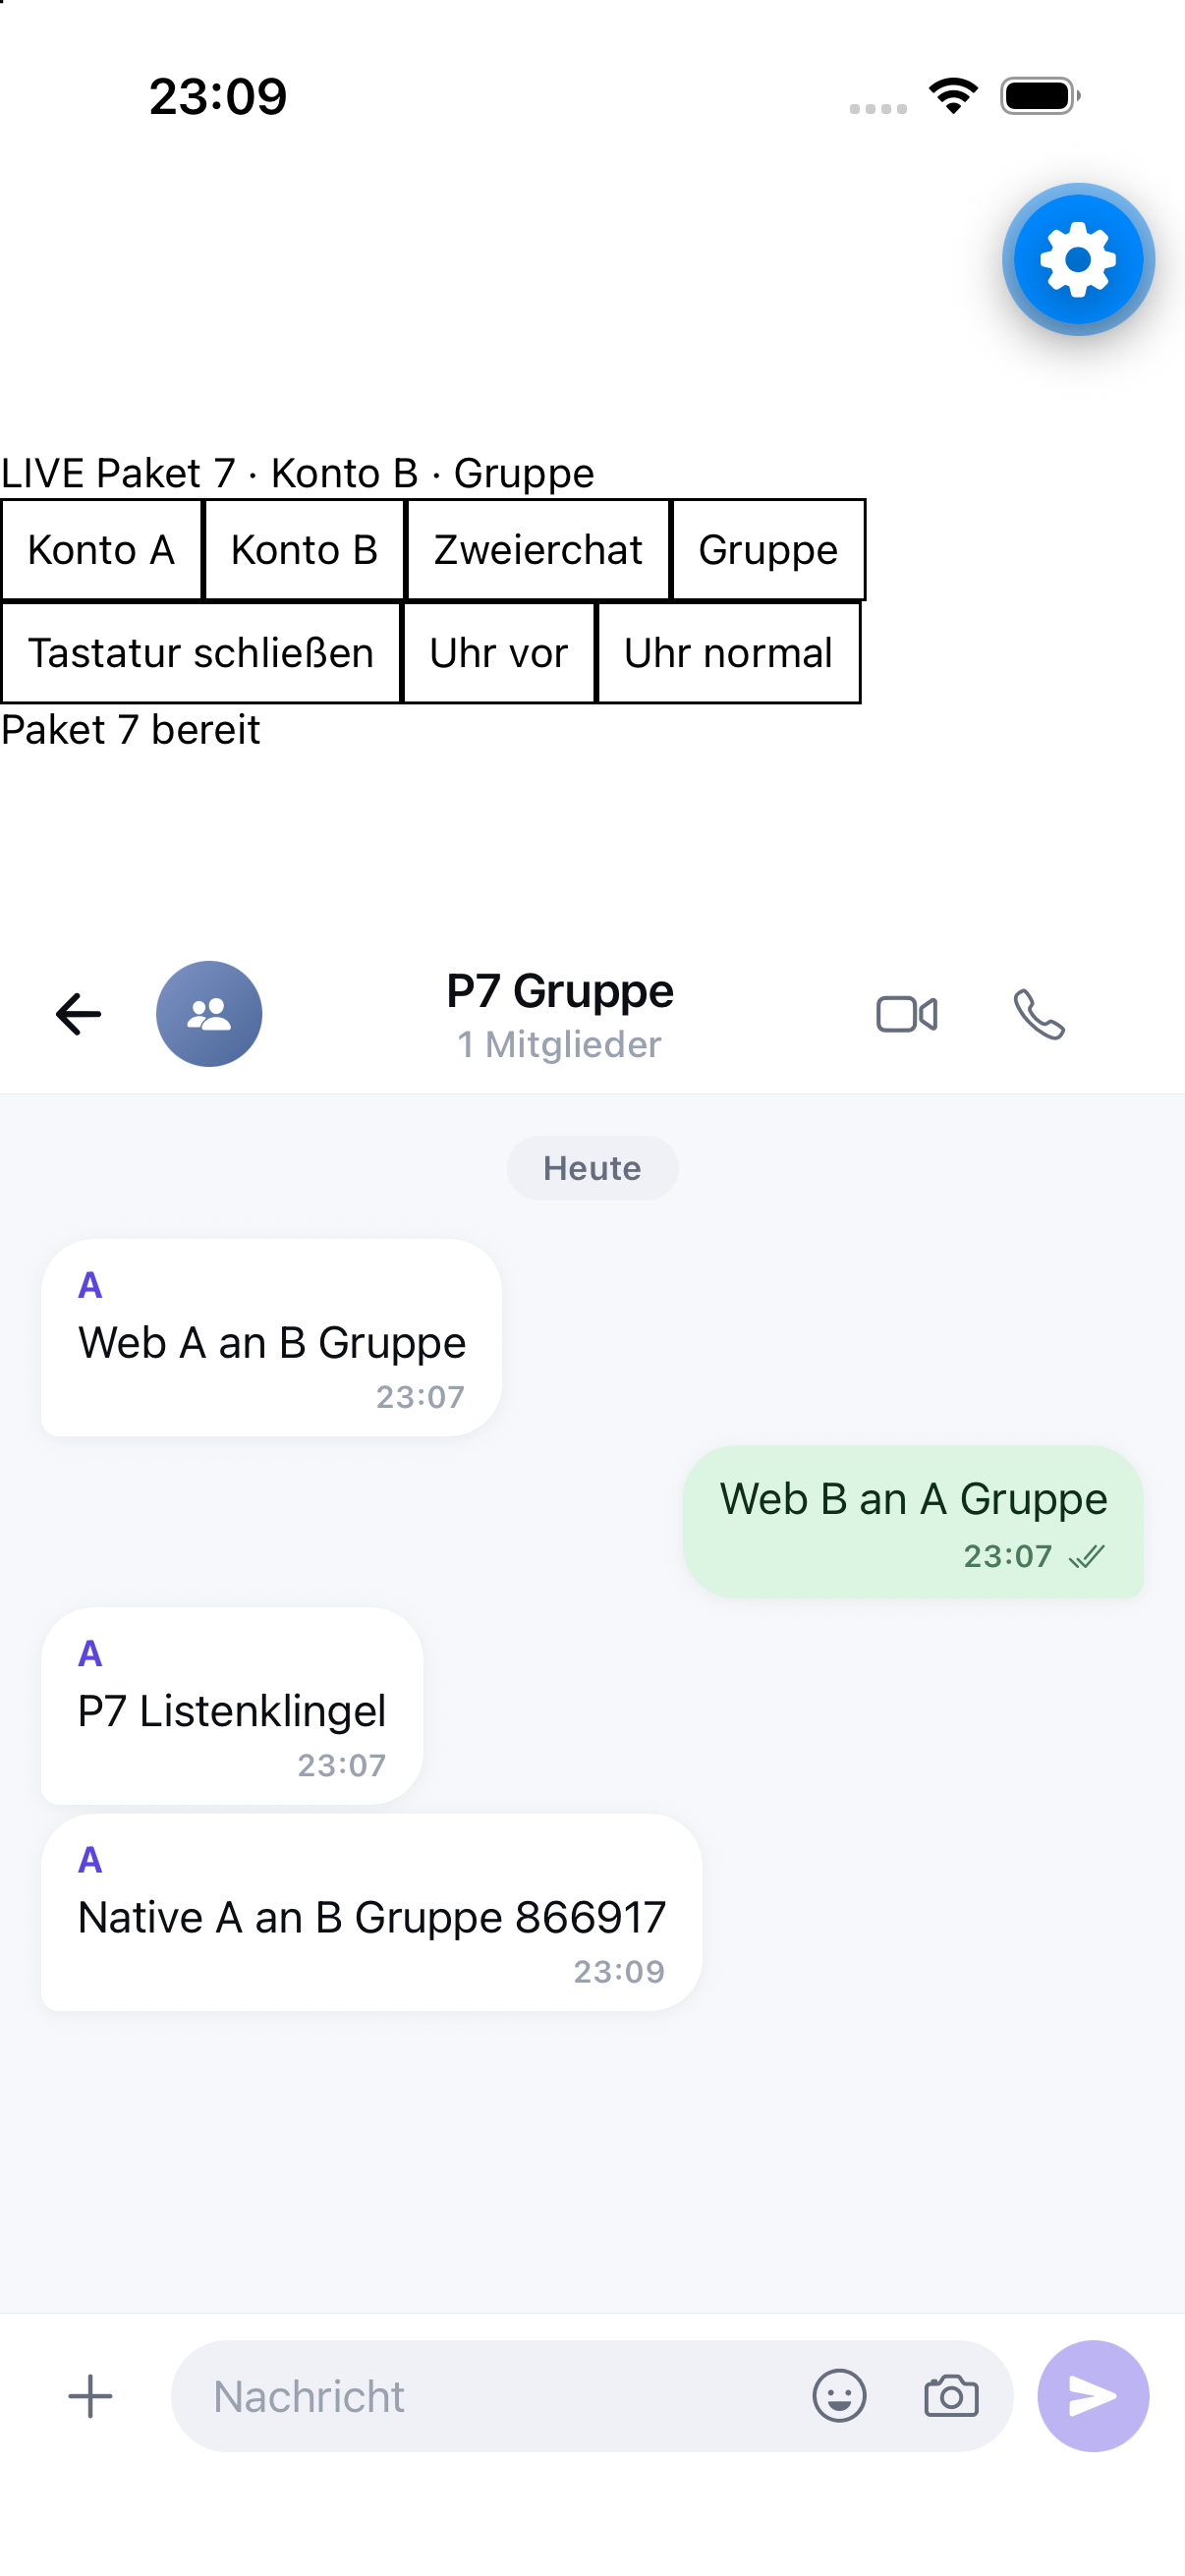 23:09
LIVE Paket 7 · Konto B · Gruppe
Konto A Konto B Zweierchat Gruppe
Tastatur schließen Uhr vor Uhr normal
Paket 7 bereit
P7 Gruppe
1 Mitglieder
Heute
A
Web A an B Gruppe
23:07
Web B an A Gruppe
23:07
A
P7 Listenklingel
23:07
A
Native A an B Gruppe 866917
23:09
Nachricht